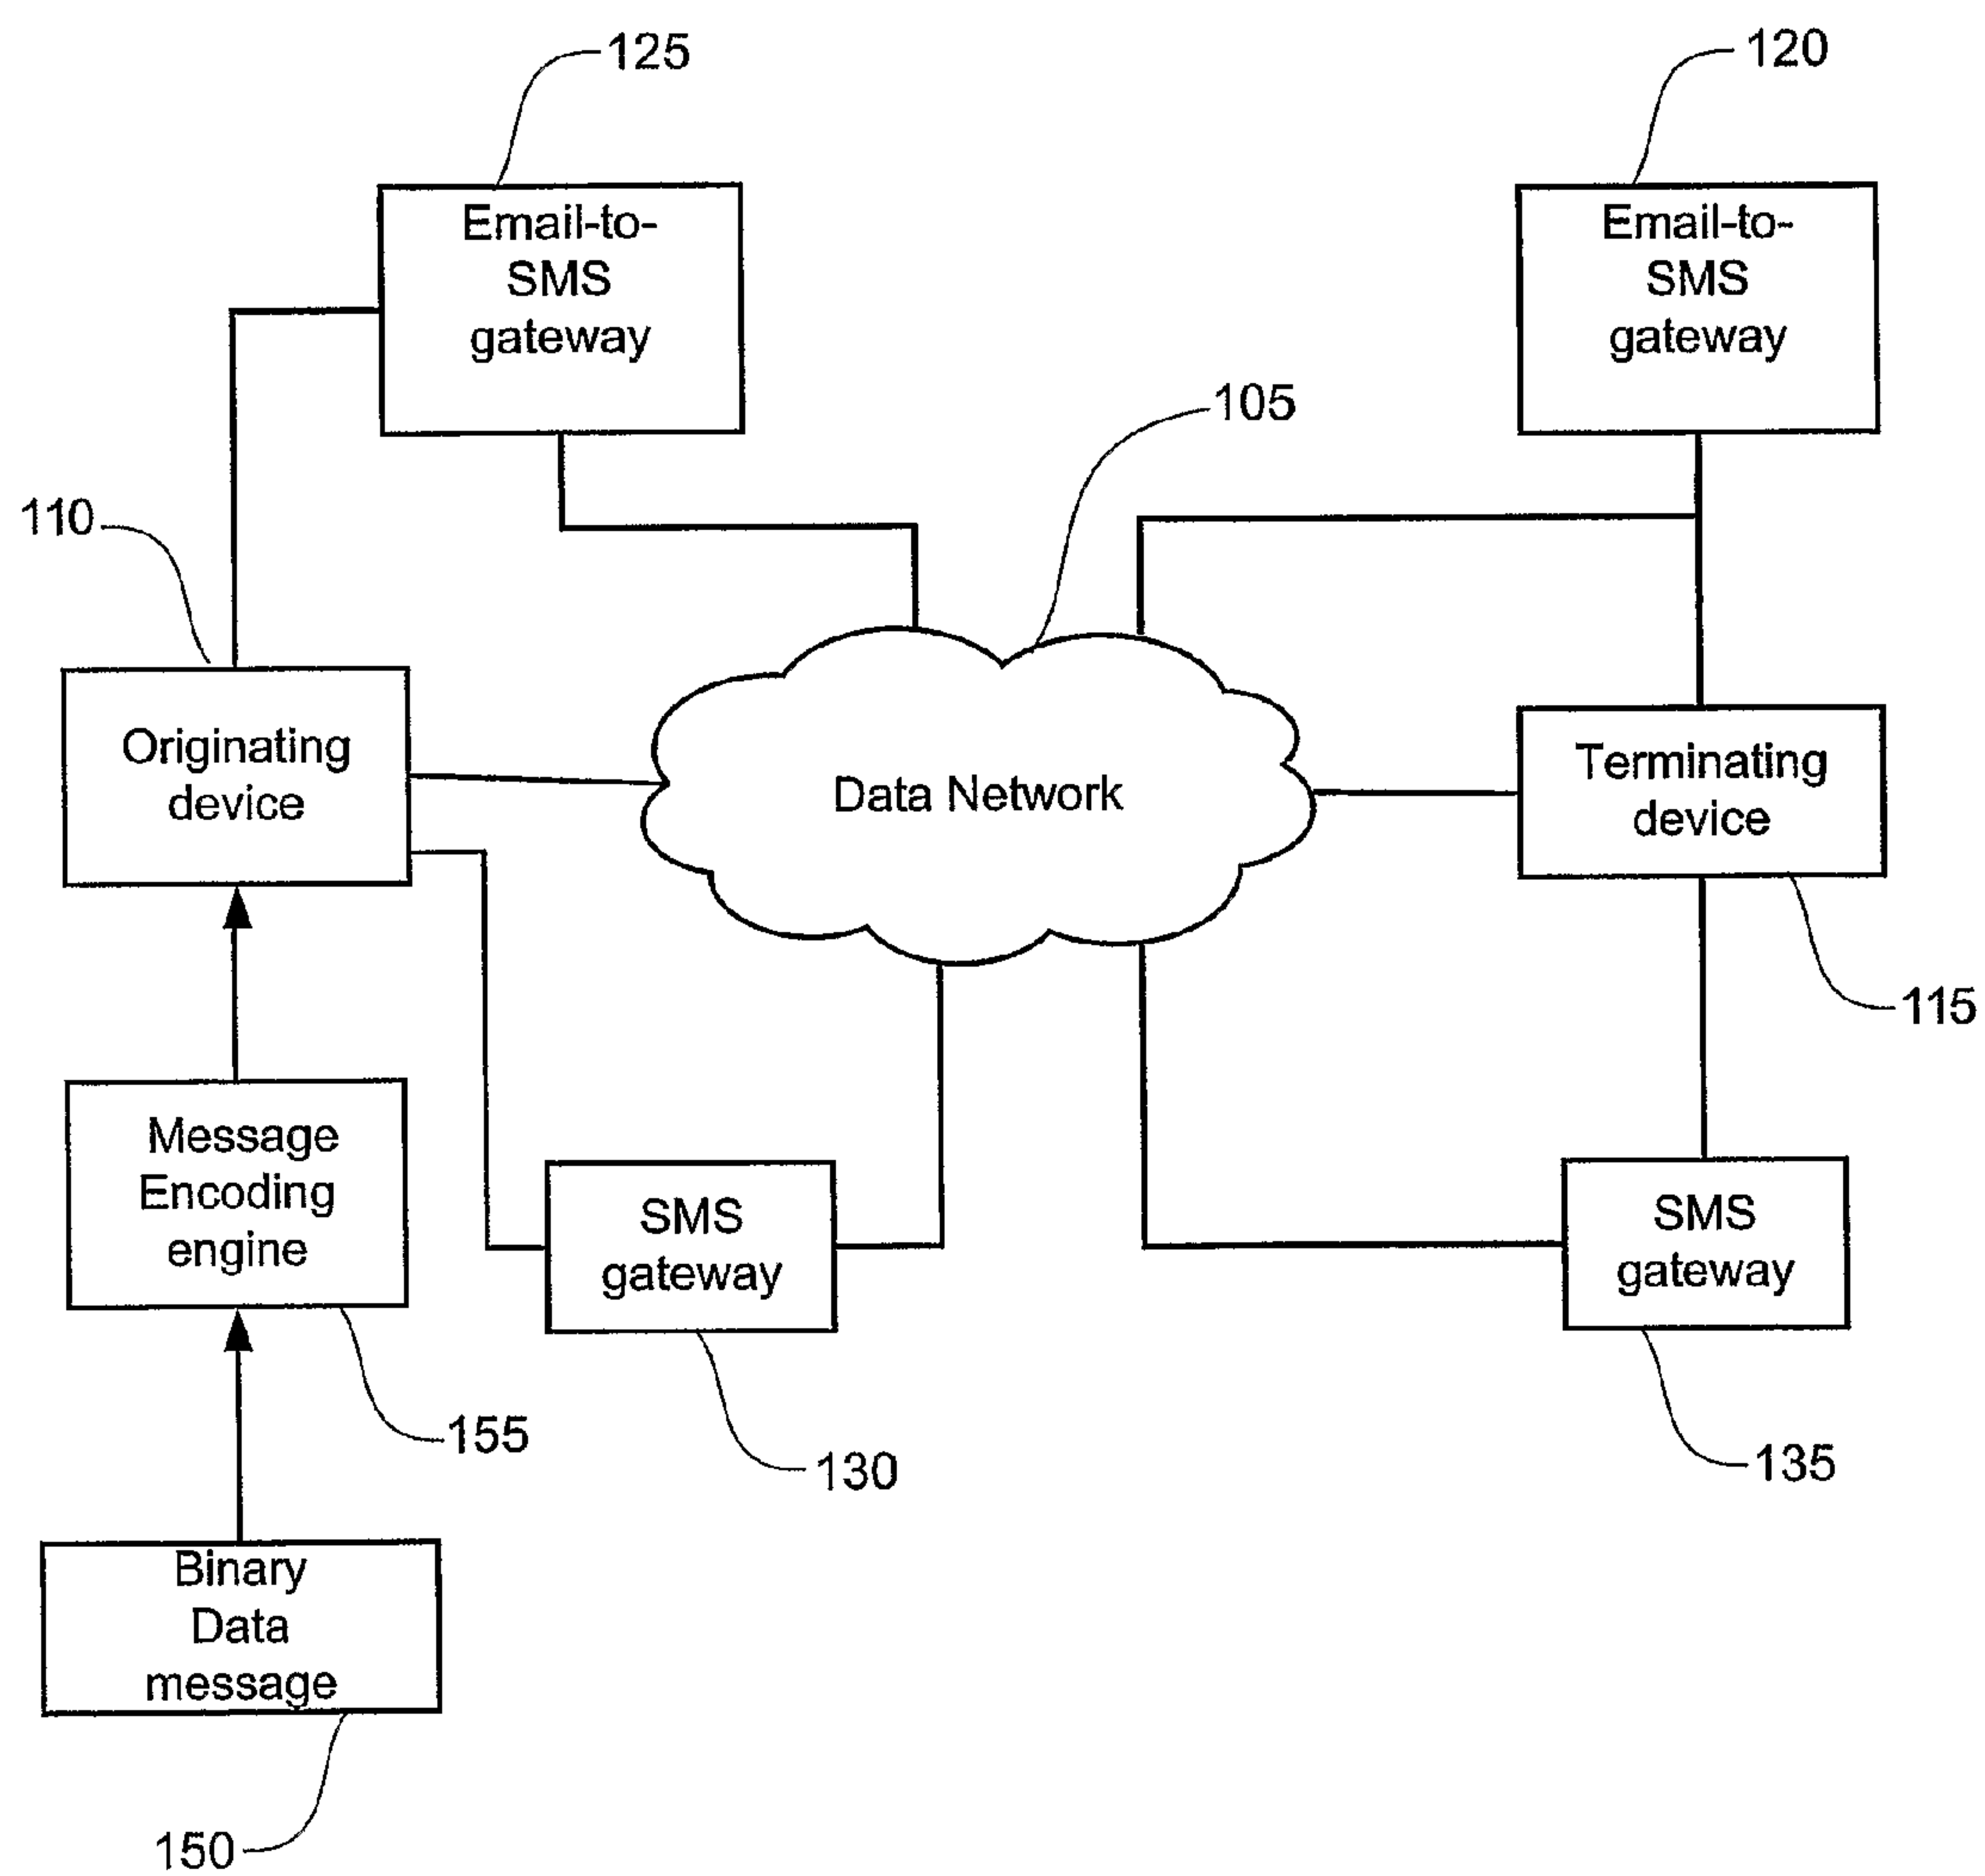 125
120
Email-to-
SMS
gateway
Email-to-
SMS
gateway
105
110
Originating
device
Data Network
Terminating
device
115
Message
Encoding
engine
SMS
gateway
SMS
gateway
155
130
135
Binary
Data
message
150